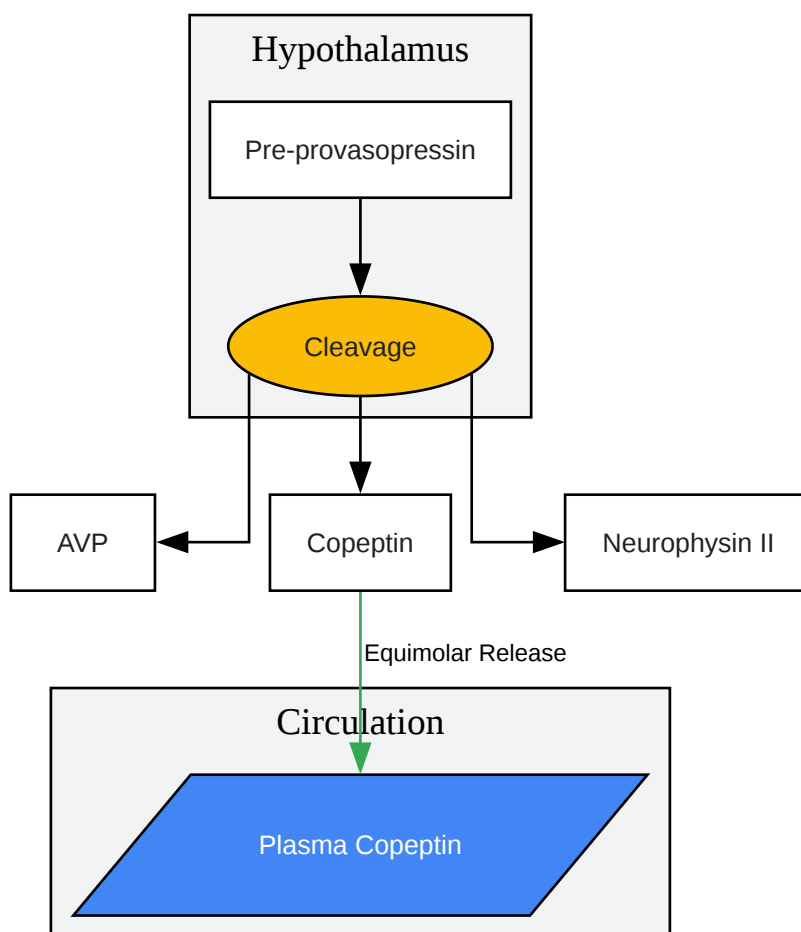 Hypothalamus
Pre-provasopressin
Cleavage
AVP
Copeptin
Neurophysin II
Equimolar Release
Circulation
Plasma Copeptin